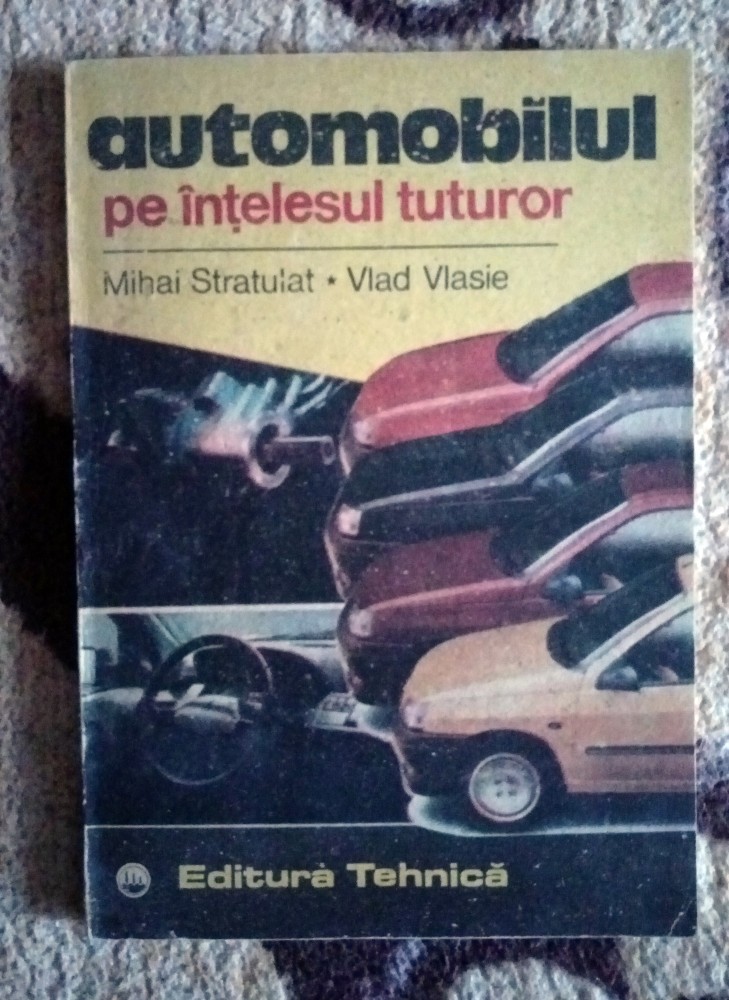 automobilul
pe înțelesul tuturor
Mihai Stratulat ⋆ Vlad Vlasie
Editura Tehnică